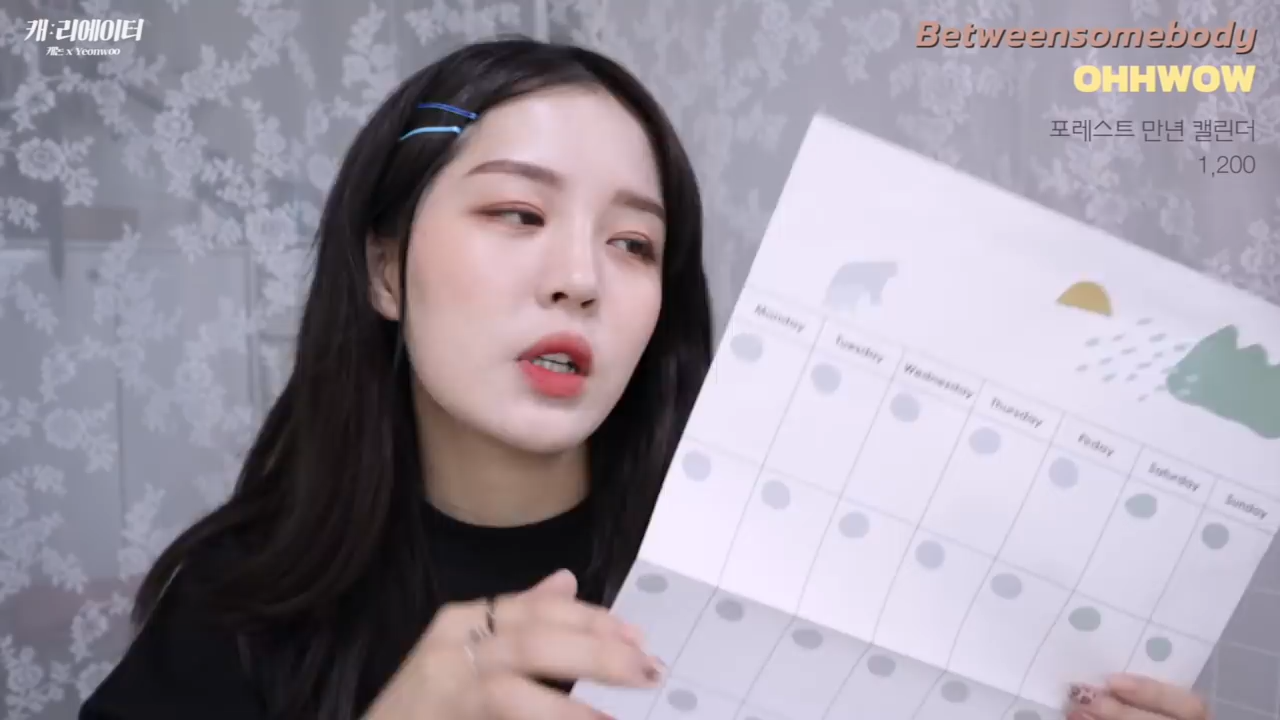 캐:리에이터
캐논 x Yeonwoo
Betweensomebody
OHHWOW
포레스트 만년 캘린더
1,200
Monday
Tuesday
Wednesday
Thursday
Friday
Saturday
Sunday